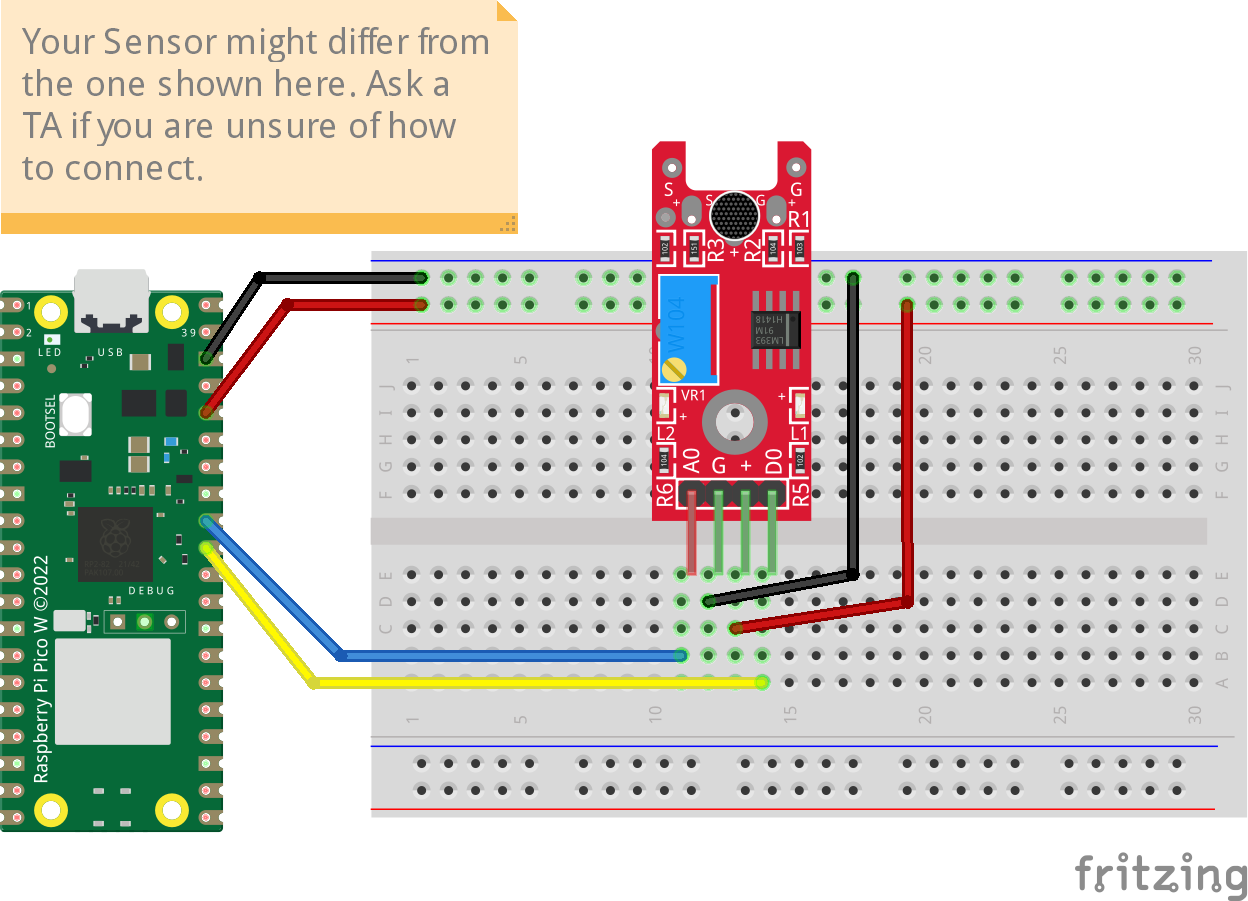 Your Sensor might differ from
the one shown here. Ask a
TA if you are unsure of how
to connect.
S G
S G
+ +
R1
102 151 R3 + R2 104 103
W104
LM393
91M
H1418
VR1 +
+
L2 L1
104 A0 G + D0 102
R6 R5
1
2
39
LED USB
BOOTSEL
DEBUG
Raspberry Pi Pico W ©2022
1 5 10 15 20 25 30
J J
I I
H H
G G
F F
E E
D D
C C
B B
A A
1 5 10 15 20 25 30
fritzing